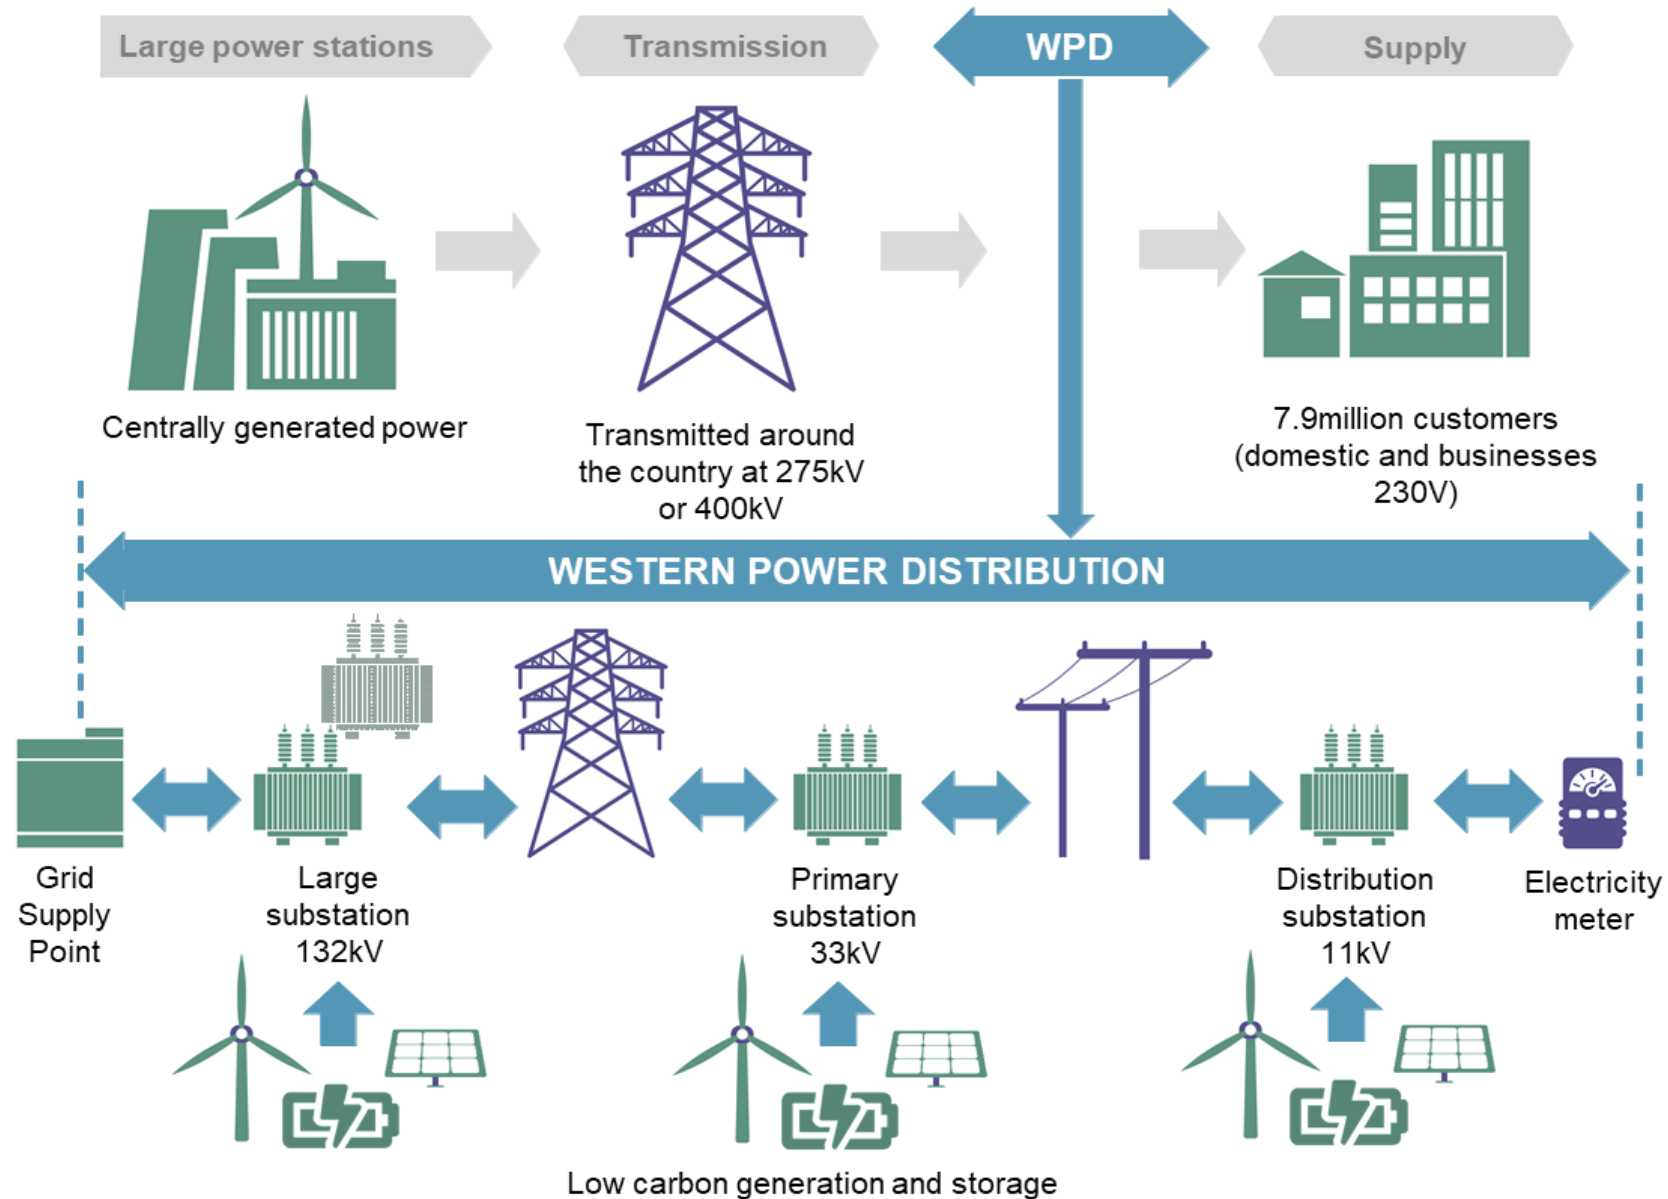 Large power stations
Transmission
WPD
Supply
Centrally generated power
Transmitted around
the country at 275kV
or 400kV
7.9million customers
(domestic and businesses
230V)
WESTERN POWER DISTRIBUTION
Grid
Supply
Point
Large
substation
132kV
Primary
substation
33kV
Distribution
substation
11kV
Electricity
meter
Low carbon generation and storage